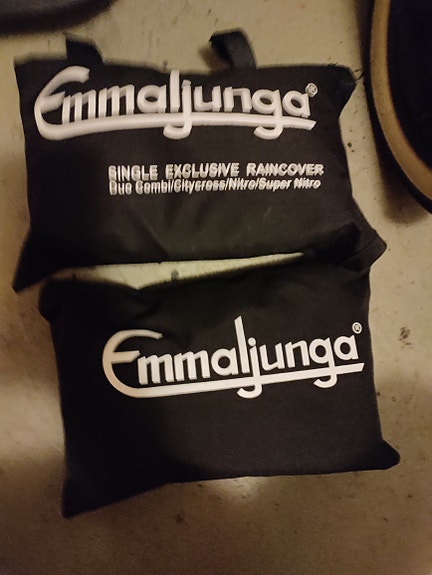 Emmaljunga®
SINGLE EXCLUSIVE RAINCOVER
Duo Combi/Citycross/Nitro/Super Nitro
Emmaljunga®